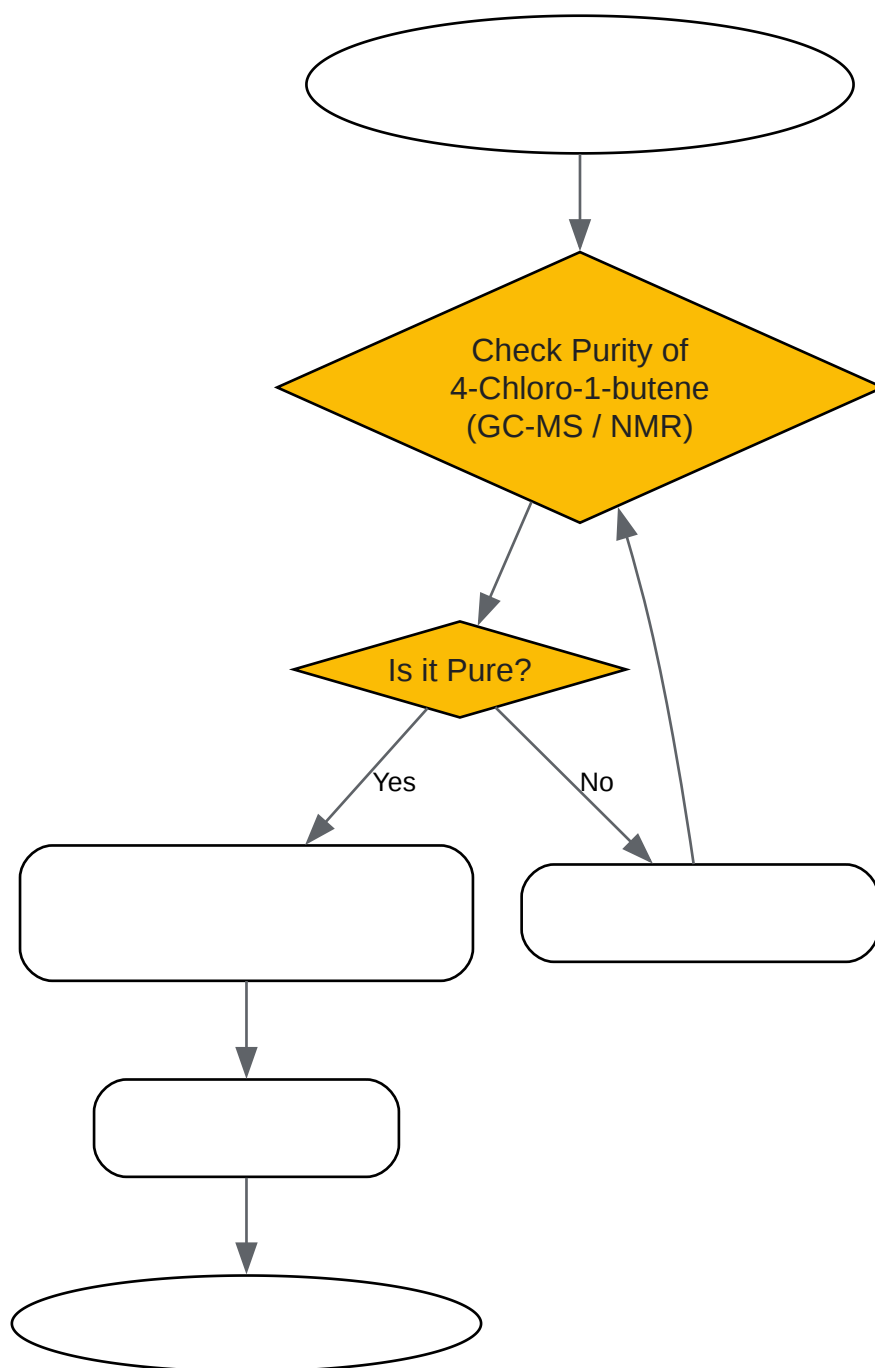 Check Purity of
4-Chloro-1-butene
(GC-MS / NMR)
Is it Pure?
Yes
No